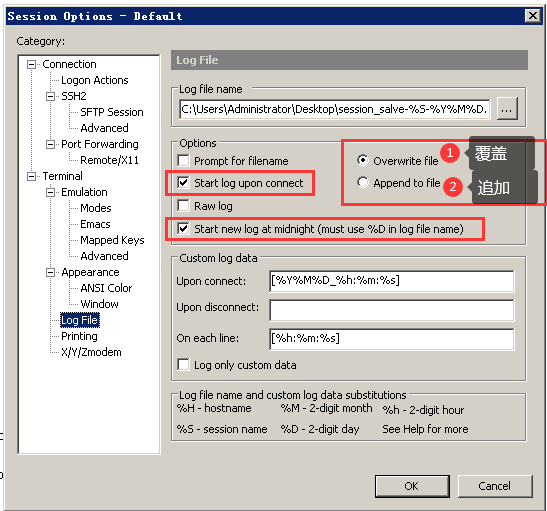 Session Options - Default
Category:
Connection
Logon Actions
SSH2
SFTP Session
Advanced
Port Forwarding
Remote/X11
Terminal
Emulation
Modes
Emacs
Mapped Keys
Advanced
Appearance
ANSI Color
Window
Log File
Printing
X/Y/Zmodem
Log File
Log file name
C:\Users\Administrator\Desktop\session_salve-%S-%Y%M%D.
...
Options
Prompt for filename
Start log upon connect
Raw log
Start new log at midnight (must use %D in log file name)
Overwrite file
1 覆盖
Append to file
2 追加
Custom log data
Upon connect: [%Y%M%D_%h:%m:%s]
Upon disconnect:
On each line: [%h:%m:%s]
Log only custom data
Log file name and custom log data substitutions
%H - hostname %M - 2-digit month %h - 2-digit hour
%S - session name %D - 2-digit day See Help for more
OK Cancel